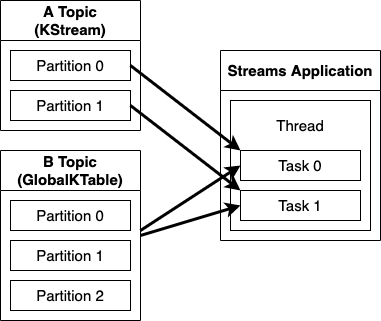 A Topic
(KStream)
Partition 0
Partition 1
B Topic
(GlobalKTable)
Partition 0
Partition 1
Partition 2
Streams Application
Thread
Task 0
Task 1